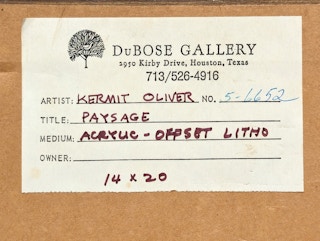 DuBOSE GALLERY
2950 Kirby Drive, Houston, Texas
713/526-4916
ARTIST: KERMIT OLIVER NO. 5-6652
TITLE: PAYSAGE
MEDIUM: ACRYLIC - OFFSET LITHO
OWNER:
14 x 20